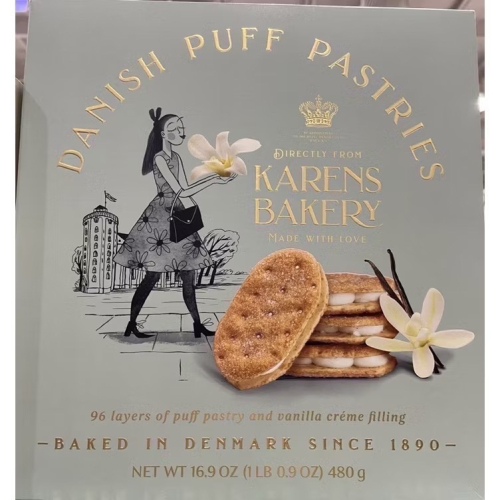 DANISH PUFF PASTRIES
DIRECTLY FROM
KARENS
BAKERY
MADE WITH LOVE
96 layers of puff pastry and vanilla créme filling
-BAKED IN DENMARK SINCE 1890-
NET WT 16.9 OZ (1 LB 0.9 OZ) 480 g